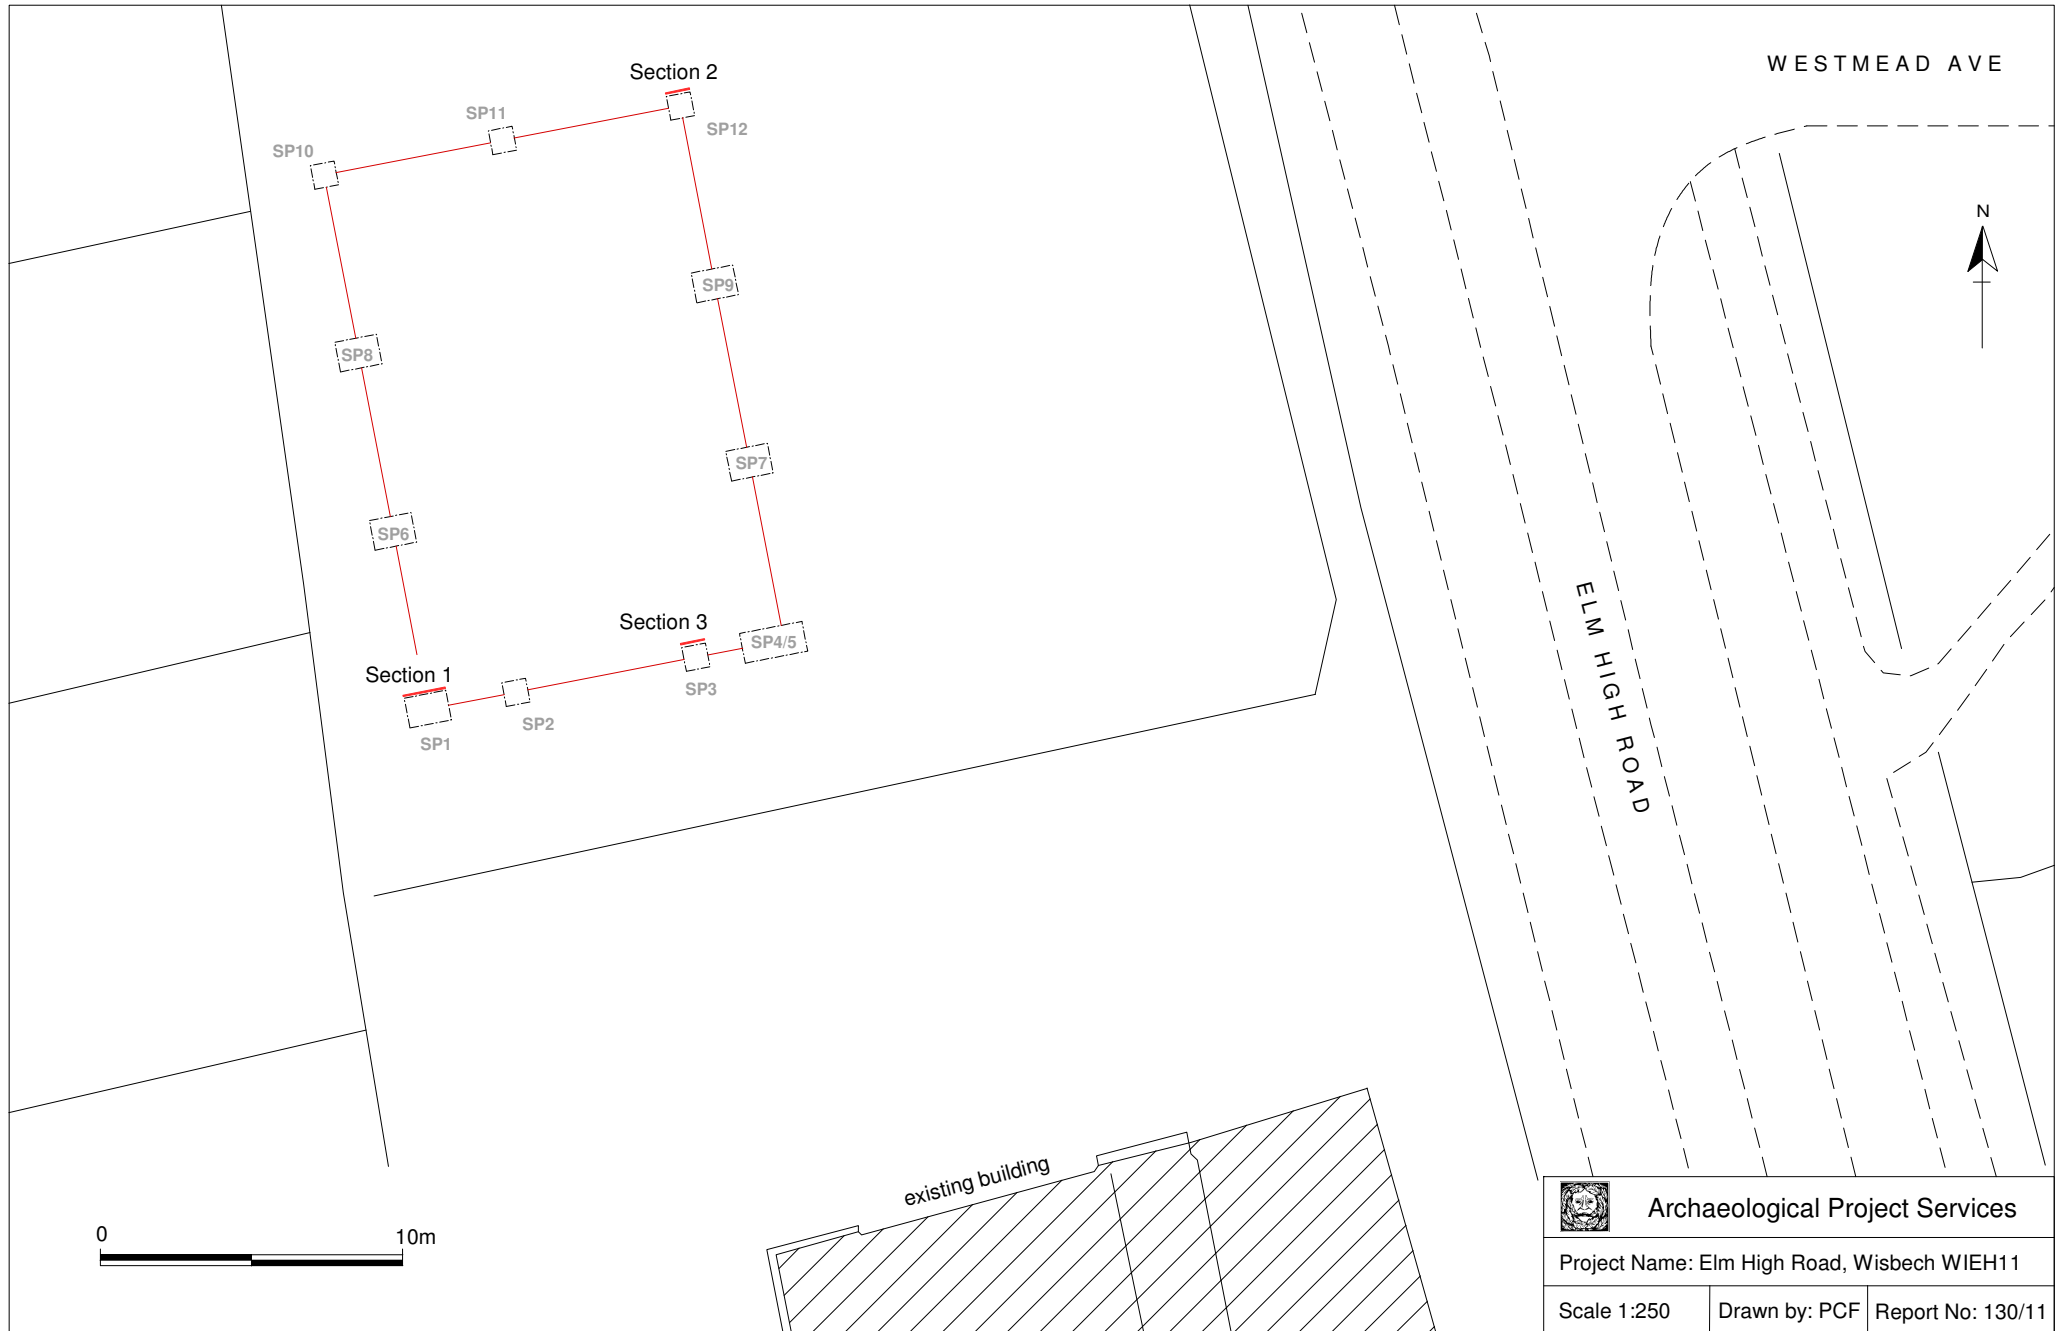 WESTMEAD AVE
Section 2
SP11
SP12
SP10
N
SP9
SP8
SP7
SP6
ELM HIGH ROAD
Section 3
SP4/5
Section 1
SP3
SP2
SP1
existing building
0 10m
Archaeological Project Services
Project Name: Elm High Road, Wisbech WIEH11
Scale 1:250 Drawn by: PCF Report No: 130/11